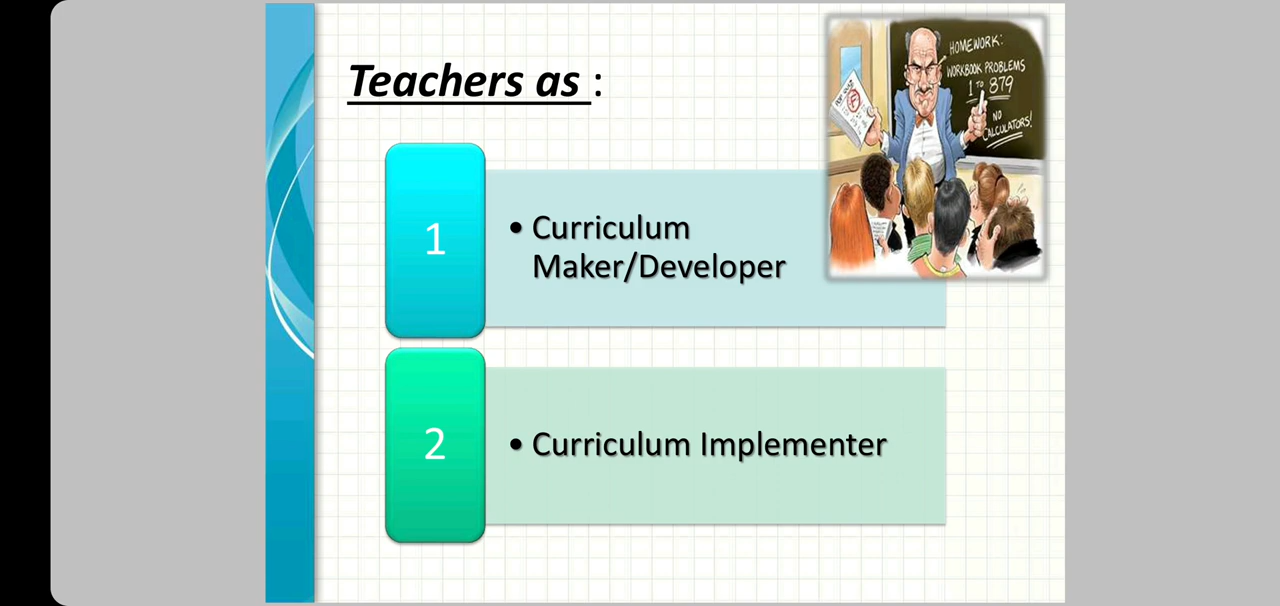 Teachers as :
HOMEWORK:
WORKBOOK PROBLEMS
1 TO 879
NO
CALCULATORS!
F
1
• Curriculum
Maker/Developer
2
• Curriculum Implementer